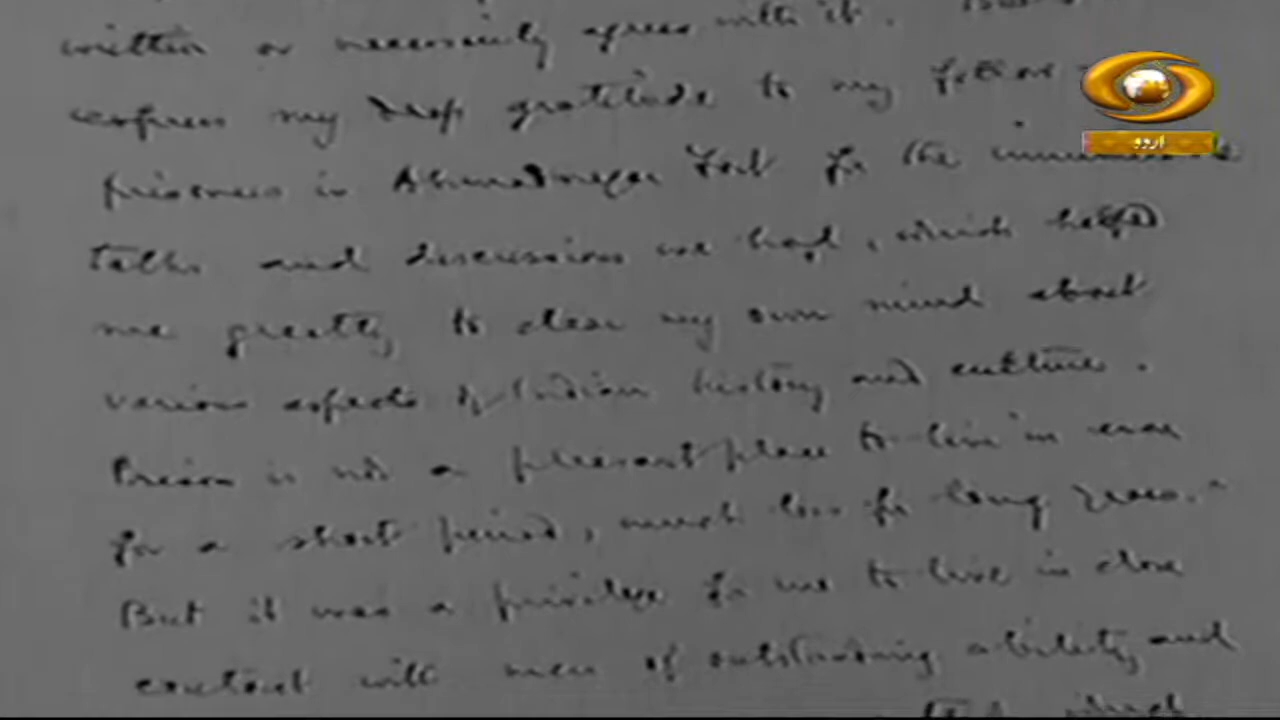 written or necessarily agree with it.
express my deep gratitude to my fellow
اردو
prisoners in Ahmadnagar Fort for the
talks and discussions we had, which helped
me greatly to clear my own mind about
various aspects of Indian history and culture.
Prison is not a pleasant place to live in even
for a short period, much less for long years.
But it was a privilege for me to live in close
contact with men of outstanding ability and
which